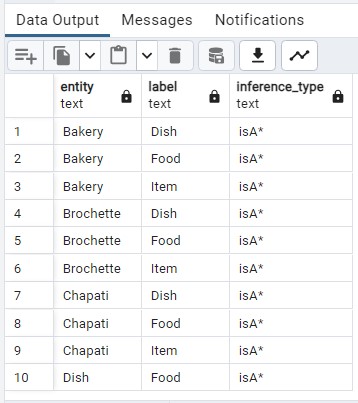 Data Output Messages Notifications
entity label inference_type
text text text
1 Bakery Dish isA*
2 Bakery Food isA*
3 Bakery Item isA*
4 Brochette Dish isA*
5 Brochette Food isA*
6 Brochette Item isA*
7 Chapati Dish isA*
8 Chapati Food isA*
9 Chapati Item isA*
10 Dish Food isA*